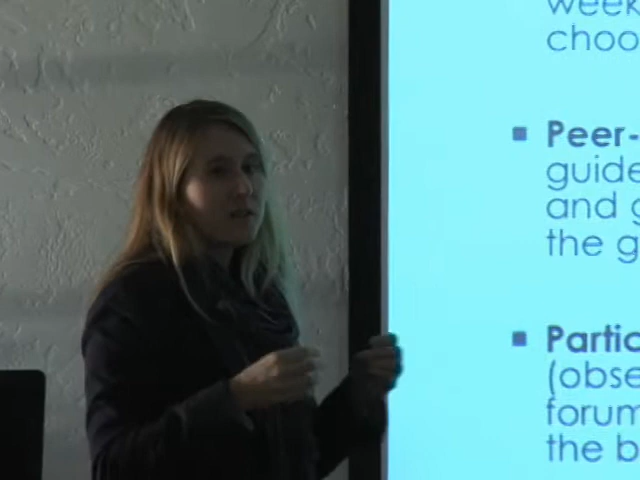 week
choo
▪ Peer-
guide
and g
the g
▪ Partic
(obse
forum
the b